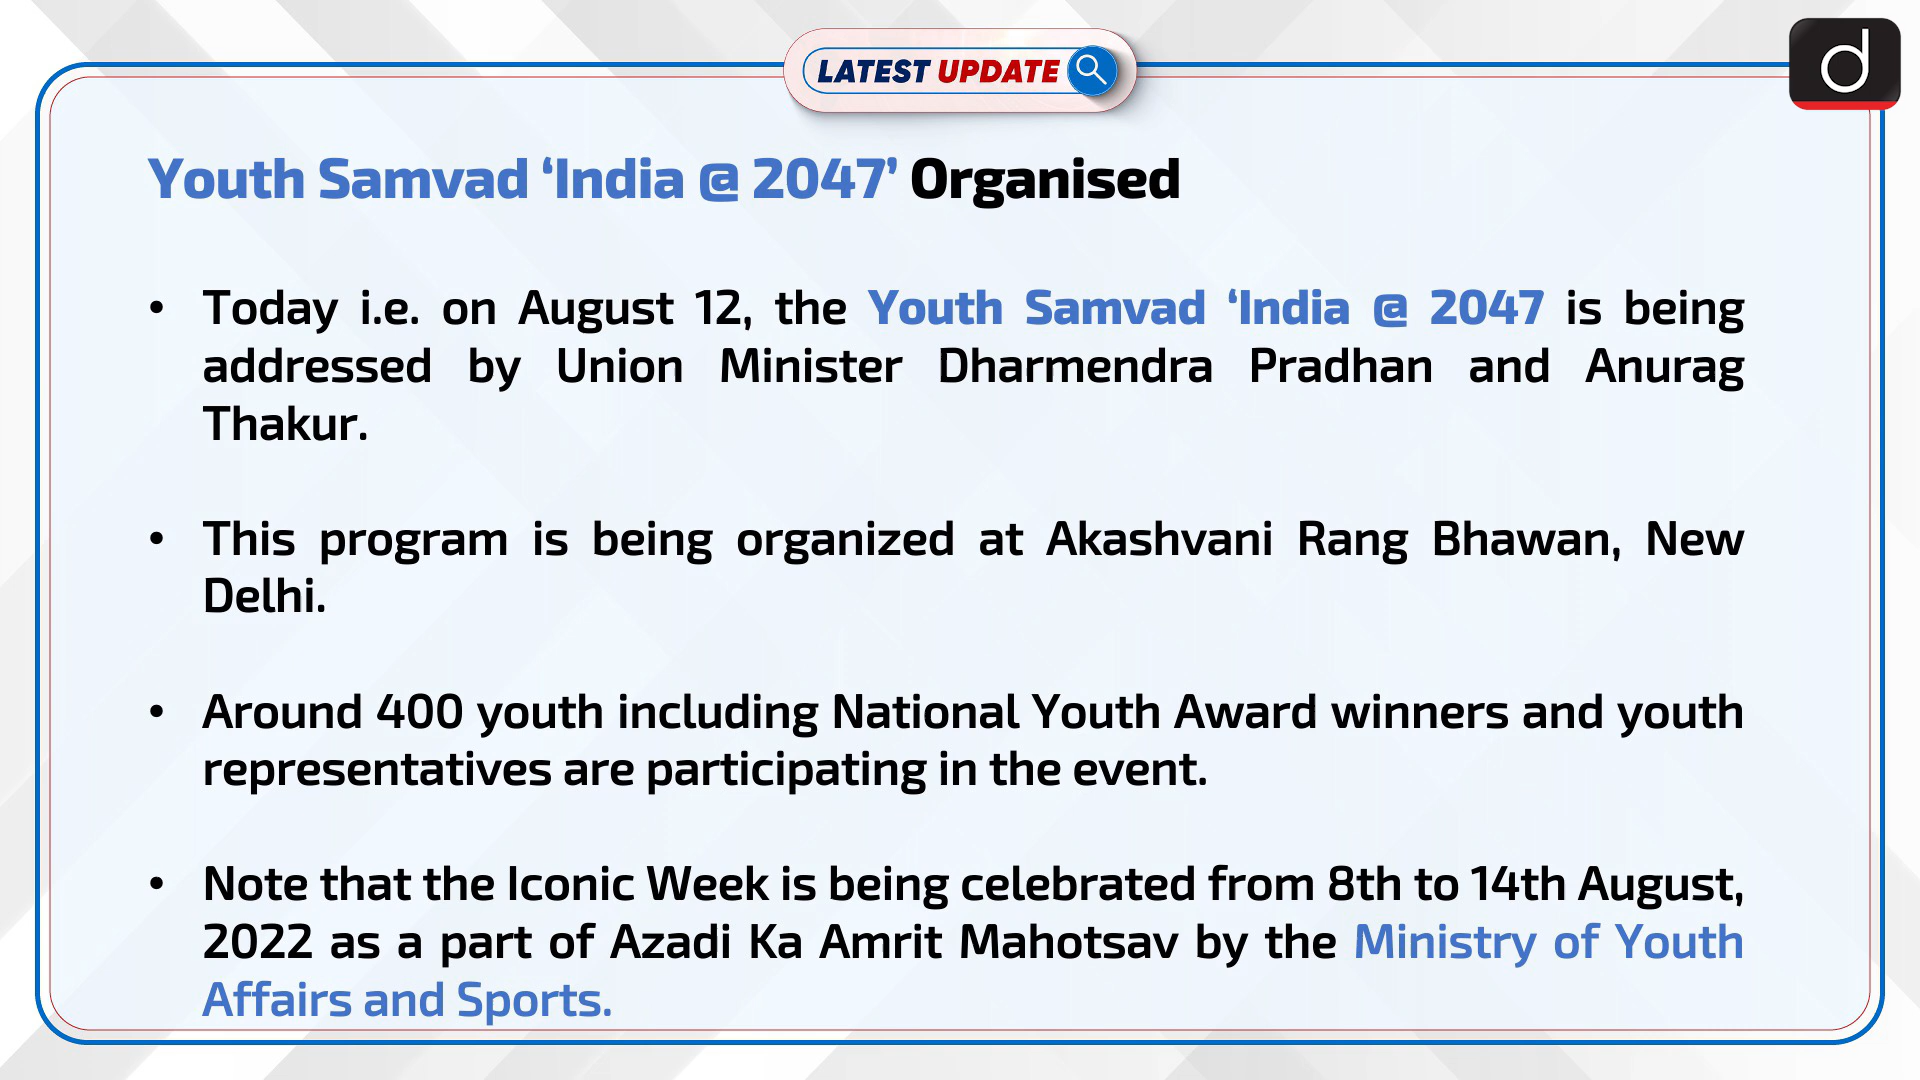 LATEST UPDATE
d
Youth Samvad ‘India @ 2047’ Organised
• Today i.e. on August 12, the Youth Samvad ‘India @ 2047 is being
addressed by Union Minister Dharmendra Pradhan and Anurag
Thakur.
• This program is being organized at Akashvani Rang Bhawan, New
Delhi.
• Around 400 youth including National Youth Award winners and youth
representatives are participating in the event.
• Note that the Iconic Week is being celebrated from 8th to 14th August,
2022 as a part of Azadi Ka Amrit Mahotsav by the Ministry of Youth
Affairs and Sports.